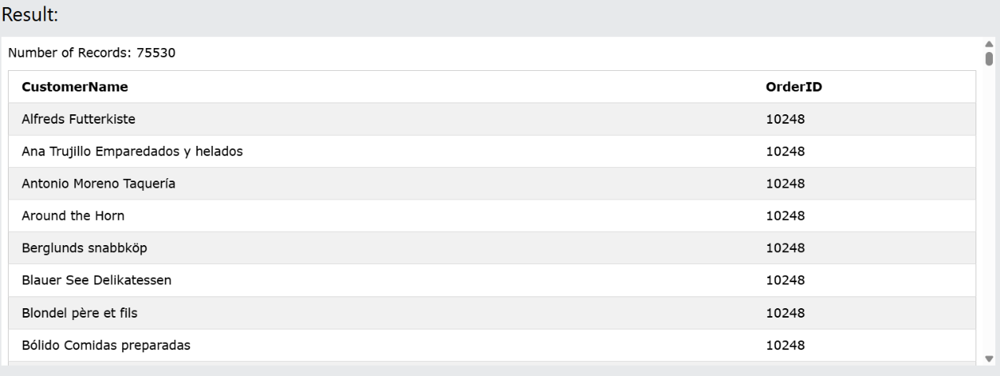 Result:
Number of Records: 75530
CustomerName OrderID
Alfreds Futterkiste 10248
Ana Trujillo Emparedados y helados 10248
Antonio Moreno Taquería 10248
Around the Horn 10248
Berglunds snabbköp 10248
Blauer See Delikatessen 10248
Blondel père et fils 10248
Bólido Comidas preparadas 10248